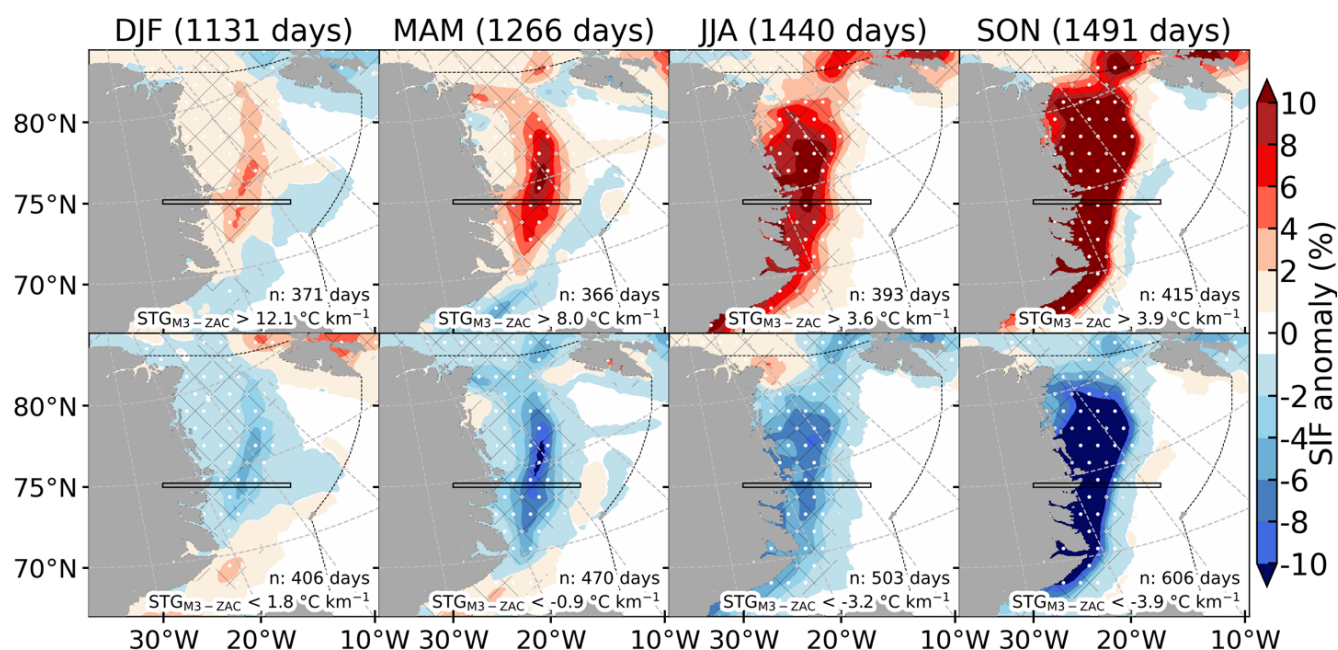 DJF (1131 days) MAM (1266 days) JJA (1440 days) SON (1491 days)
80°N
75°N
70°N
n: 371 days
STG M3−ZAC > 12.1 °C km⁻¹
n: 366 days
STG M3−ZAC > 8.0 °C km⁻¹
n: 393 days
STG M3−ZAC > 3.6 °C km⁻¹
n: 415 days
STG M3−ZAC > 3.9 °C km⁻¹
80°N
75°N
70°N
n: 406 days
STG M3−ZAC < 1.8 °C km⁻¹
n: 470 days
STG M3−ZAC < -0.9 °C km⁻¹
n: 503 days
STG M3−ZAC < -3.2 °C km⁻¹
n: 606 days
STG M3−ZAC < -3.9 °C km⁻¹
30°W 20°W 10°W
30°W 20°W 10°W
30°W 20°W 10°W
30°W 20°W 10°W
10
8
6
4
2
0
-2
-4
-6
-8
-10
SIF anomaly (%)